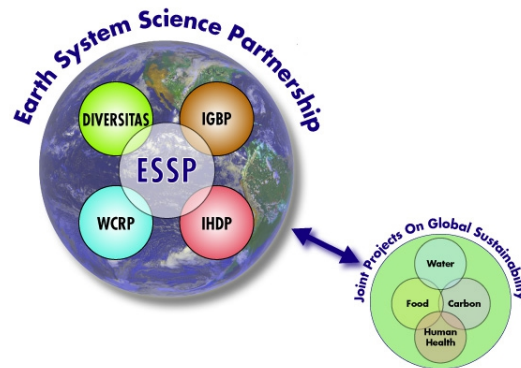 Earth System Science Partnership
DIVERSITAS
IGBP
ESSP
WCRP
IHDP
Joint Projects On Global Sustainability
Water
Food
Carbon
Human
Health